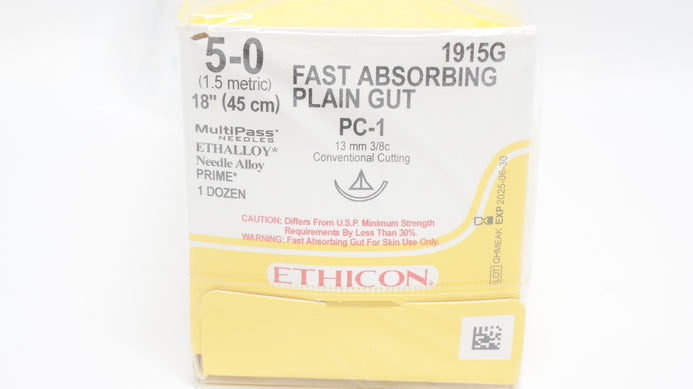 5-0
(1.5 metric)
18" (45 cm)
MultiPass*
NEEDLES
ETHALLOY*
Needle Alloy
PRIME*
1 DOZEN
1915G
FAST ABSORBING
PLAIN GUT
PC-1
13 mm 3/8c
Conventional Cutting
CAUTION: Differs From U.S.P. Minimum Strength
Requirements By Less Than 30%.
WARNING: Fast Absorbing Gut For Skin Use Only.
EXP 2025-06-30
LOT QHMEAK
ETHICON